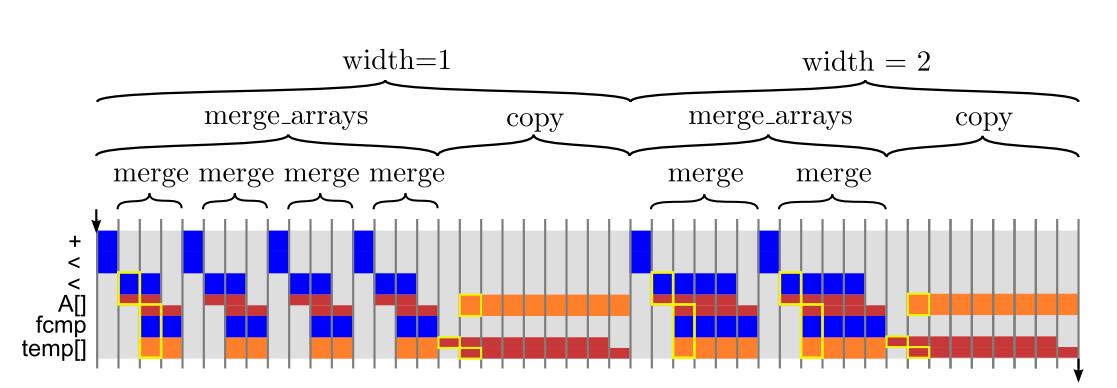 width=1 width = 2
merge_arrays copy merge_arrays copy
merge merge merge merge merge merge
+
<
<
A[]
fcmp
temp[]